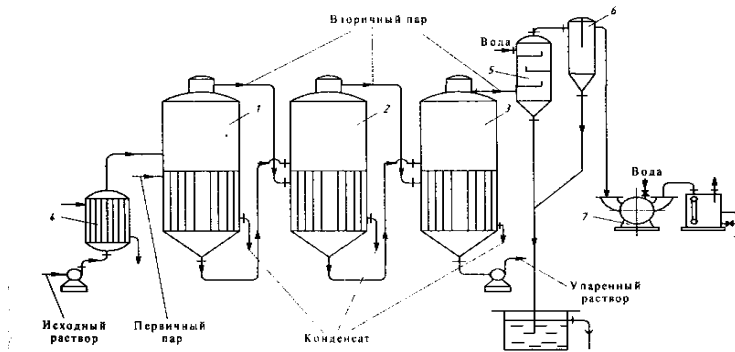 Вторичный пар
6
Вода
5
1
2
3
Вода
4
7
Упаренный
раствор
Исходный
раствор
Первичный
пар
Конденсат